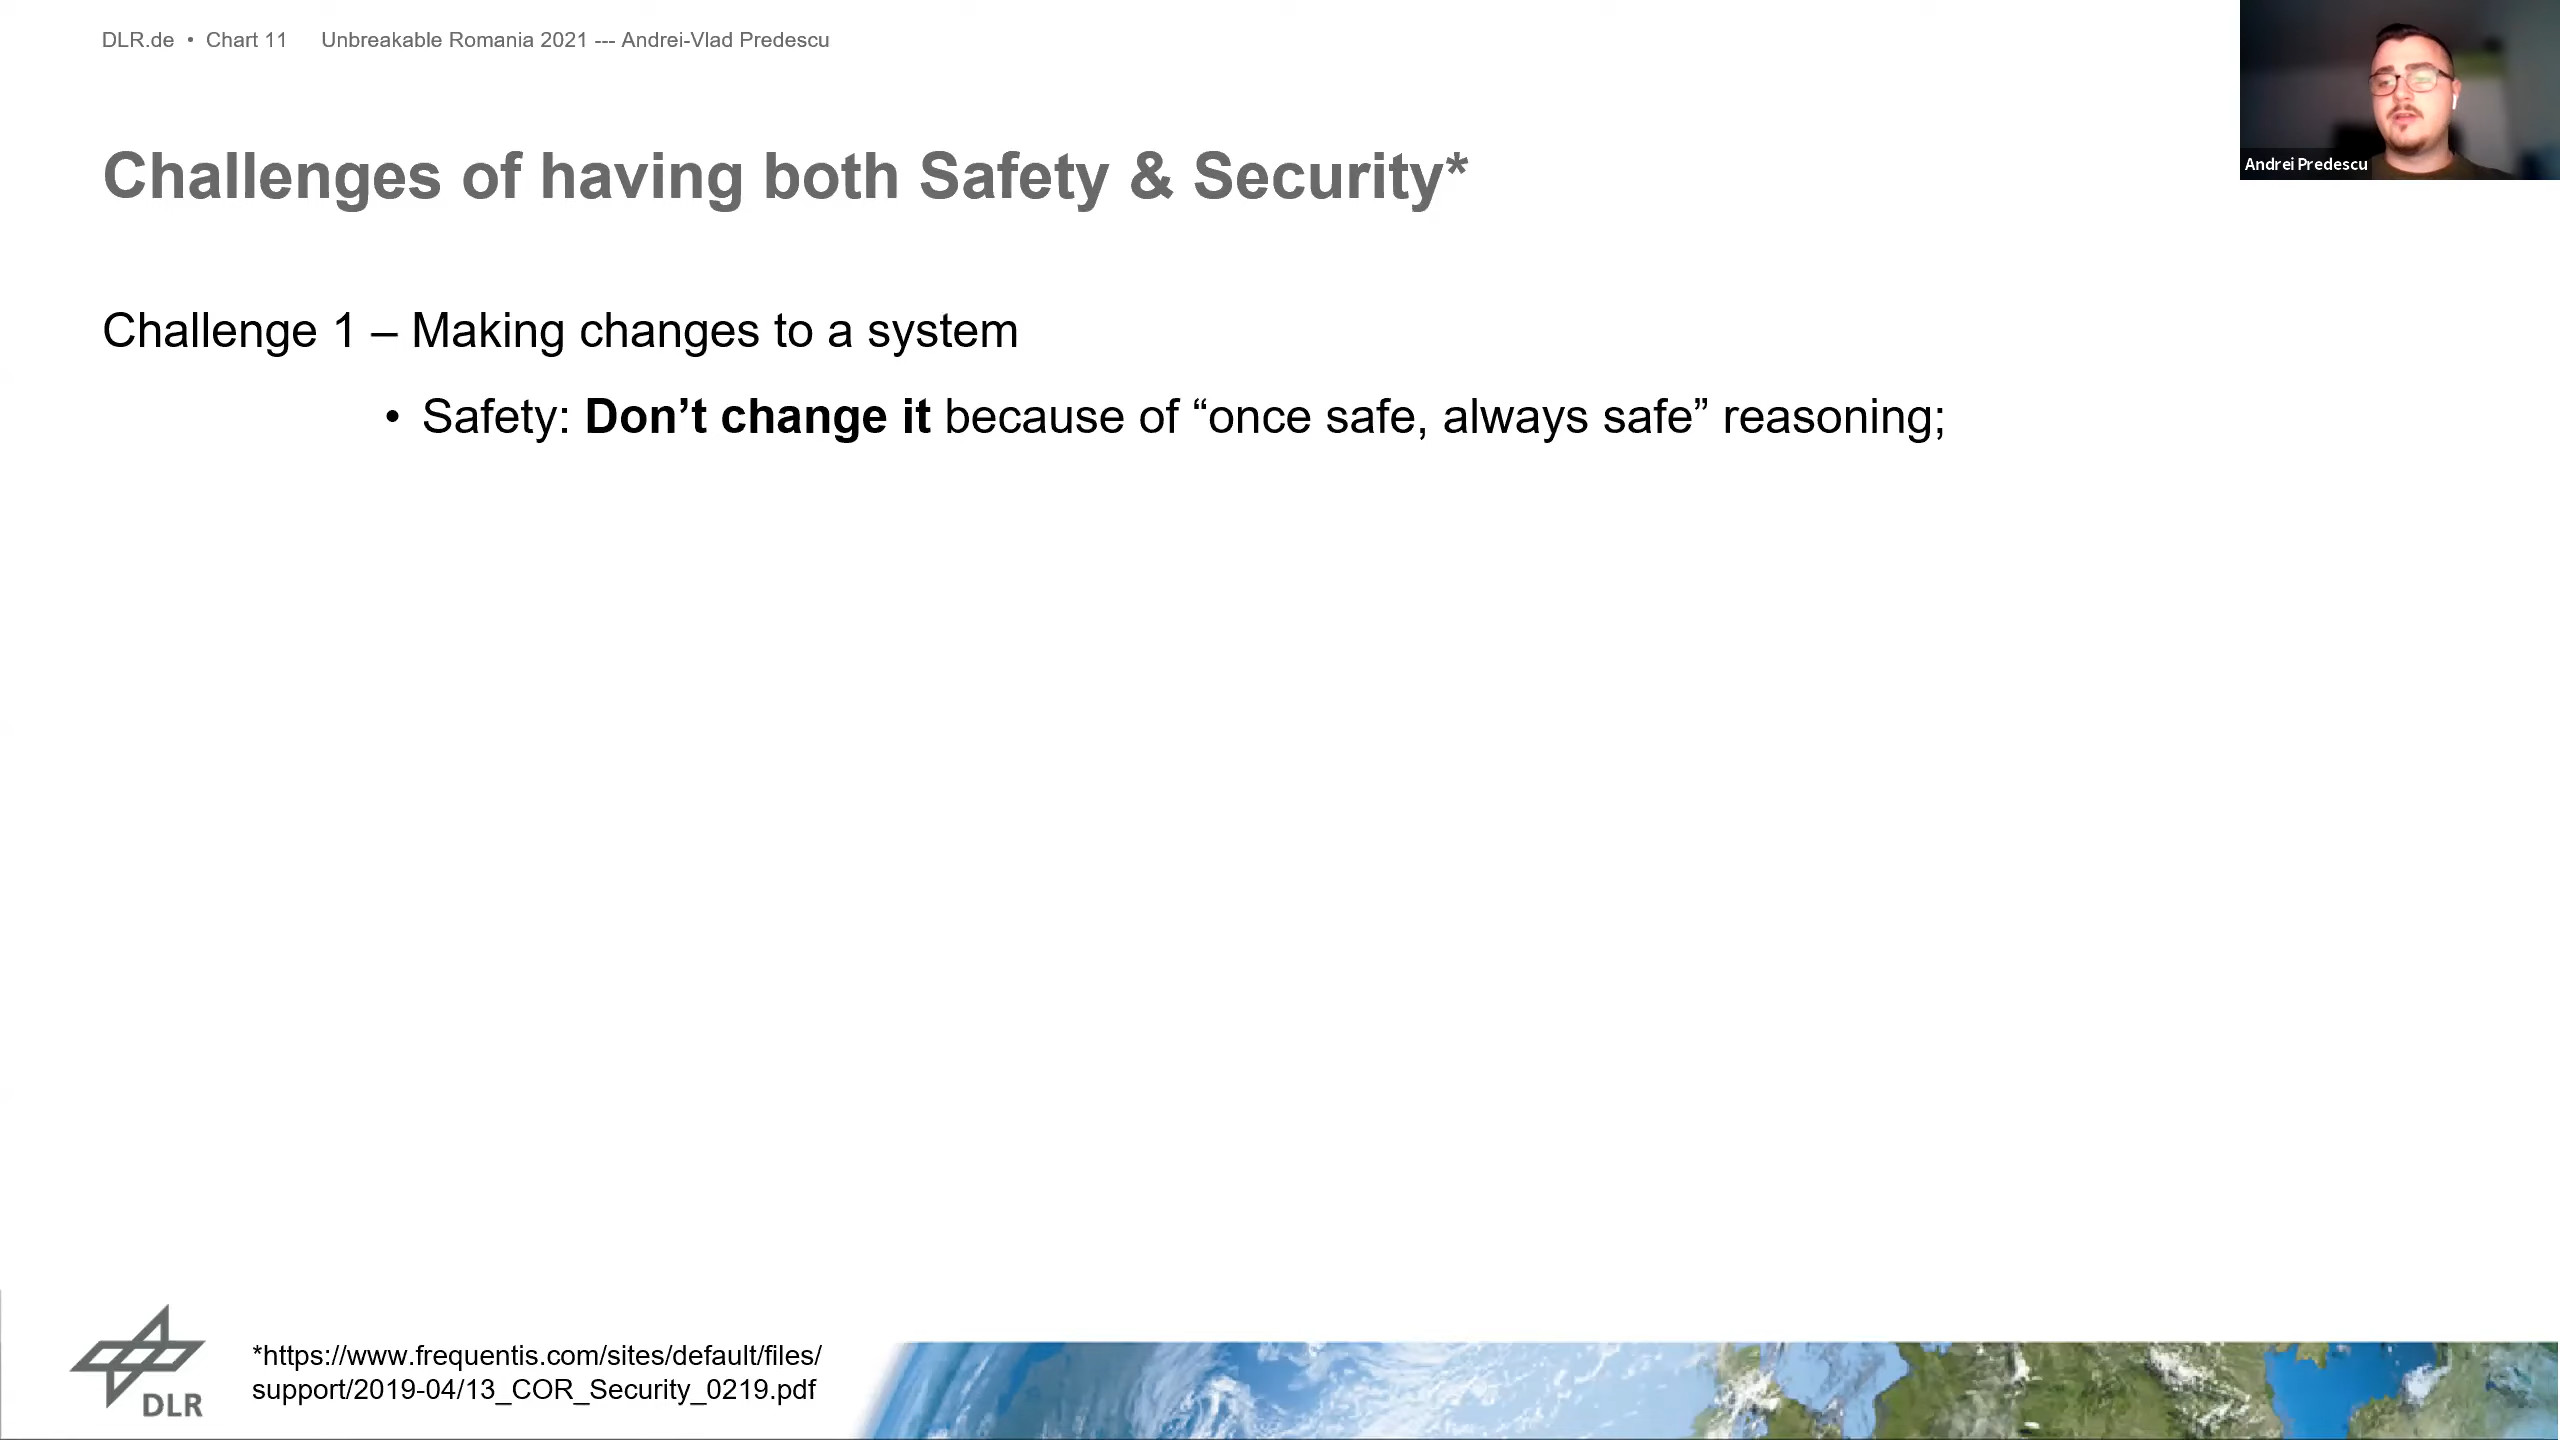 DLR.de • Chart 11 Unbreakable Romania 2021 --- Andrei-Vlad Predescu
Andrei Predescu
Challenges of having both Safety & Security*
Challenge 1 – Making changes to a system
• Safety: Don’t change it because of “once safe, always safe” reasoning;
DLR
*https://www.frequentis.com/sites/default/files/
support/2019-04/13_COR_Security_0219.pdf